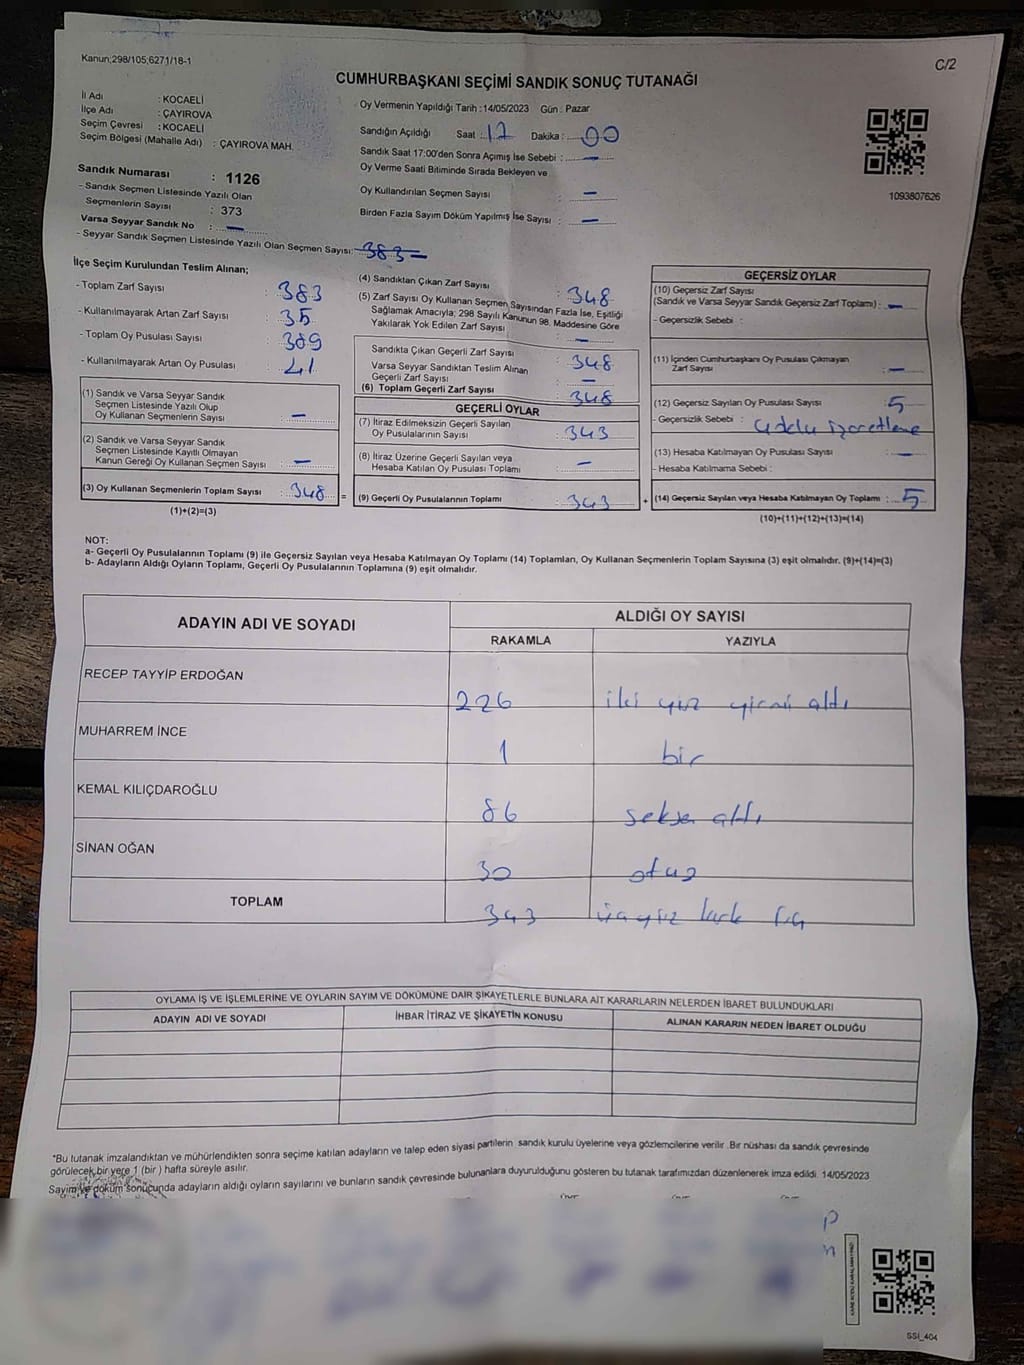 Kanun;298/105,6271/18-1
C/2
CUMHURBAŞKANI SEÇİMİ SANDIK SONUÇ TUTANAĞI
İl Adı : KOCAELİ
İlçe Adı : ÇAYIROVA
Seçim Çevresi : KOCAELİ
Seçim Bölgesi (Mahalle Adı) : ÇAYIROVA MAH.
Oy Vermenin Yapıldığı Tarih :14/05/2023 Gün : Pazar
Sandığın Açıldığı Saat : 17 Dakika : 00
Sandık Saat 17:00'den Sonra Açımış İse Sebebi : —
Oy Verme Saati Bitiminde Sırada Bekleyen ve
Oy Kullandırılan Seçmen Sayısı —
Birden Fazla Sayım Döküm Yapılmış İse Sayısı : —
1093807626
Sandık Numarası : 1126
- Sandık Seçmen Listesinde Yazılı Olan
Seçmenlerin Sayısı : 373
Varsa Seyyar Sandık No : —
- Seyyar Sandık Seçmen Listesinde Yazılı Olan Seçmen Sayısı: 383
İlçe Seçim Kurulundan Teslim Alınan;
- Toplam Zarf Sayısı : 383
- Kullanılmayarak Artan Zarf Sayısı : 35
- Toplam Oy Pusulası Sayısı : 389
- Kullanılmayarak Artan Oy Pusulası : 41
(1) Sandık ve Varsa Seyyar Sandık
Seçmen Listesinde Yazılı Olup
Oy Kullanan Seçmenlerin Sayısı : —
(2) Sandık ve Varsa Seyyar Sandık
Seçmen Listesinde Kayıtlı Olmayan
Kanun Gereği Oy Kullanan Seçmen Sayısı : —
(3) Oy Kullanan Seçmenlerin Toplam Sayısı : 348 =
(1)+(2)=(3)
(4) Sandıktan Çıkan Zarf Sayısı : 348
(5) Zarf Sayısı Oy Kullanan Seçmen Sayısından Fazla İse, Eşitliği
Sağlamak Amacıyla; 298 Sayılı Kanunun 98. Maddesine Göre
Yakılarak Yok Edilen Zarf Sayısı : —
Sandıkta Çıkan Geçerli Zarf Sayısı : 348
Varsa Seyyar Sandıktan Teslim Alınan
Geçerli Zarf Sayısı : —
(6) Toplam Geçerli Zarf Sayısı : 348
GEÇERLİ OYLAR
(7) İtiraz Edilmeksizin Geçerli Sayılan
Oy Pusulalarının Sayısı : 343
(8) İtiraz Üzerine Geçerli Sayılan veya
Hesaba Katılan Oy Pusulası Toplamı : —
(9) Geçerli Oy Pusulalarının Toplamı : 343 +
GEÇERSİZ OYLAR
(10) Geçersiz Zarf Sayısı
(Sandık ve Varsa Seyyar Sandık Geçersiz Zarf Toplamı) : —
- Geçersizlik Sebebi :
(11) İçinden Cumhurbaşkanı Oy Pusulası Çıkmayan
Zarf Sayısı : —
(12) Geçersiz Sayılan Oy Pusulası Sayısı : 5
- Geçersizlik Sebebi : işaretleme
(13) Hesaba Katılmayan Oy Pusulası Sayısı : —
- Hesaba Katılmama Sebebi :
(14) Geçersiz Sayılan veya Hesaba Katılmayan Oy Toplamı : 5
(10)+(11)+(12)+(13)=(14)
NOT:
a- Geçerli Oy Pusulalarının Toplamı (9) ile Geçersiz Sayılan veya Hesaba Katılmayan Oy Toplamı (14) Toplamları, Oy Kullanan Seçmenlerin Toplam Sayısına (3) eşit olmalıdır. (9)+(14)=(3)
b- Adayların Aldığı Oyların Toplamı, Geçerli Oy Pusulalarının Toplamına (9) eşit olmalıdır.
ADAYIN ADI VE SOYADI
ALDIĞI OY SAYISI
RAKAMLA YAZIYLA
RECEP TAYYİP ERDOĞAN 226 iki yüz yirmi altı
MUHARREM İNCE 1 bir
KEMAL KILIÇDAROĞLU 86 seksen altı
SİNAN OĞAN 30 otuz
TOPLAM 343 üçyüz kırk üç
OYLAMA İŞ VE İŞLEMLERİNE VE OYLARIN SAYIM VE DÖKÜMÜNE DAİR ŞİKAYETLERLE BUNLARA AİT KARARLARIN NELERDEN İBARET BULUNDUKLARI
ADAYIN ADI VE SOYADI İHBAR İTİRAZ VE ŞİKAYETİN KONUSU ALINAN KARARIN NEDEN İBARET OLDUĞU
*Bu tutanak imzalandıktan ve mühürlendikten sonra seçime katılan adayların ve talep eden siyasi partilerin sandık kurulu üyelerine veya gözlemcilerine verilir. Bir nüshası da sandık çevresinde
görülecek bir yere 1 (bir ) hafta süreyle asılır.
Sayım ve döküm sonucunda adayların aldığı oyların sayılarını ve bunların sandık çevresinde bulunanlara duyurulduğunu gösteren bu tutanak tarafımızdan düzenlenerek imza edildi. 14/05/2023
SSİ_404